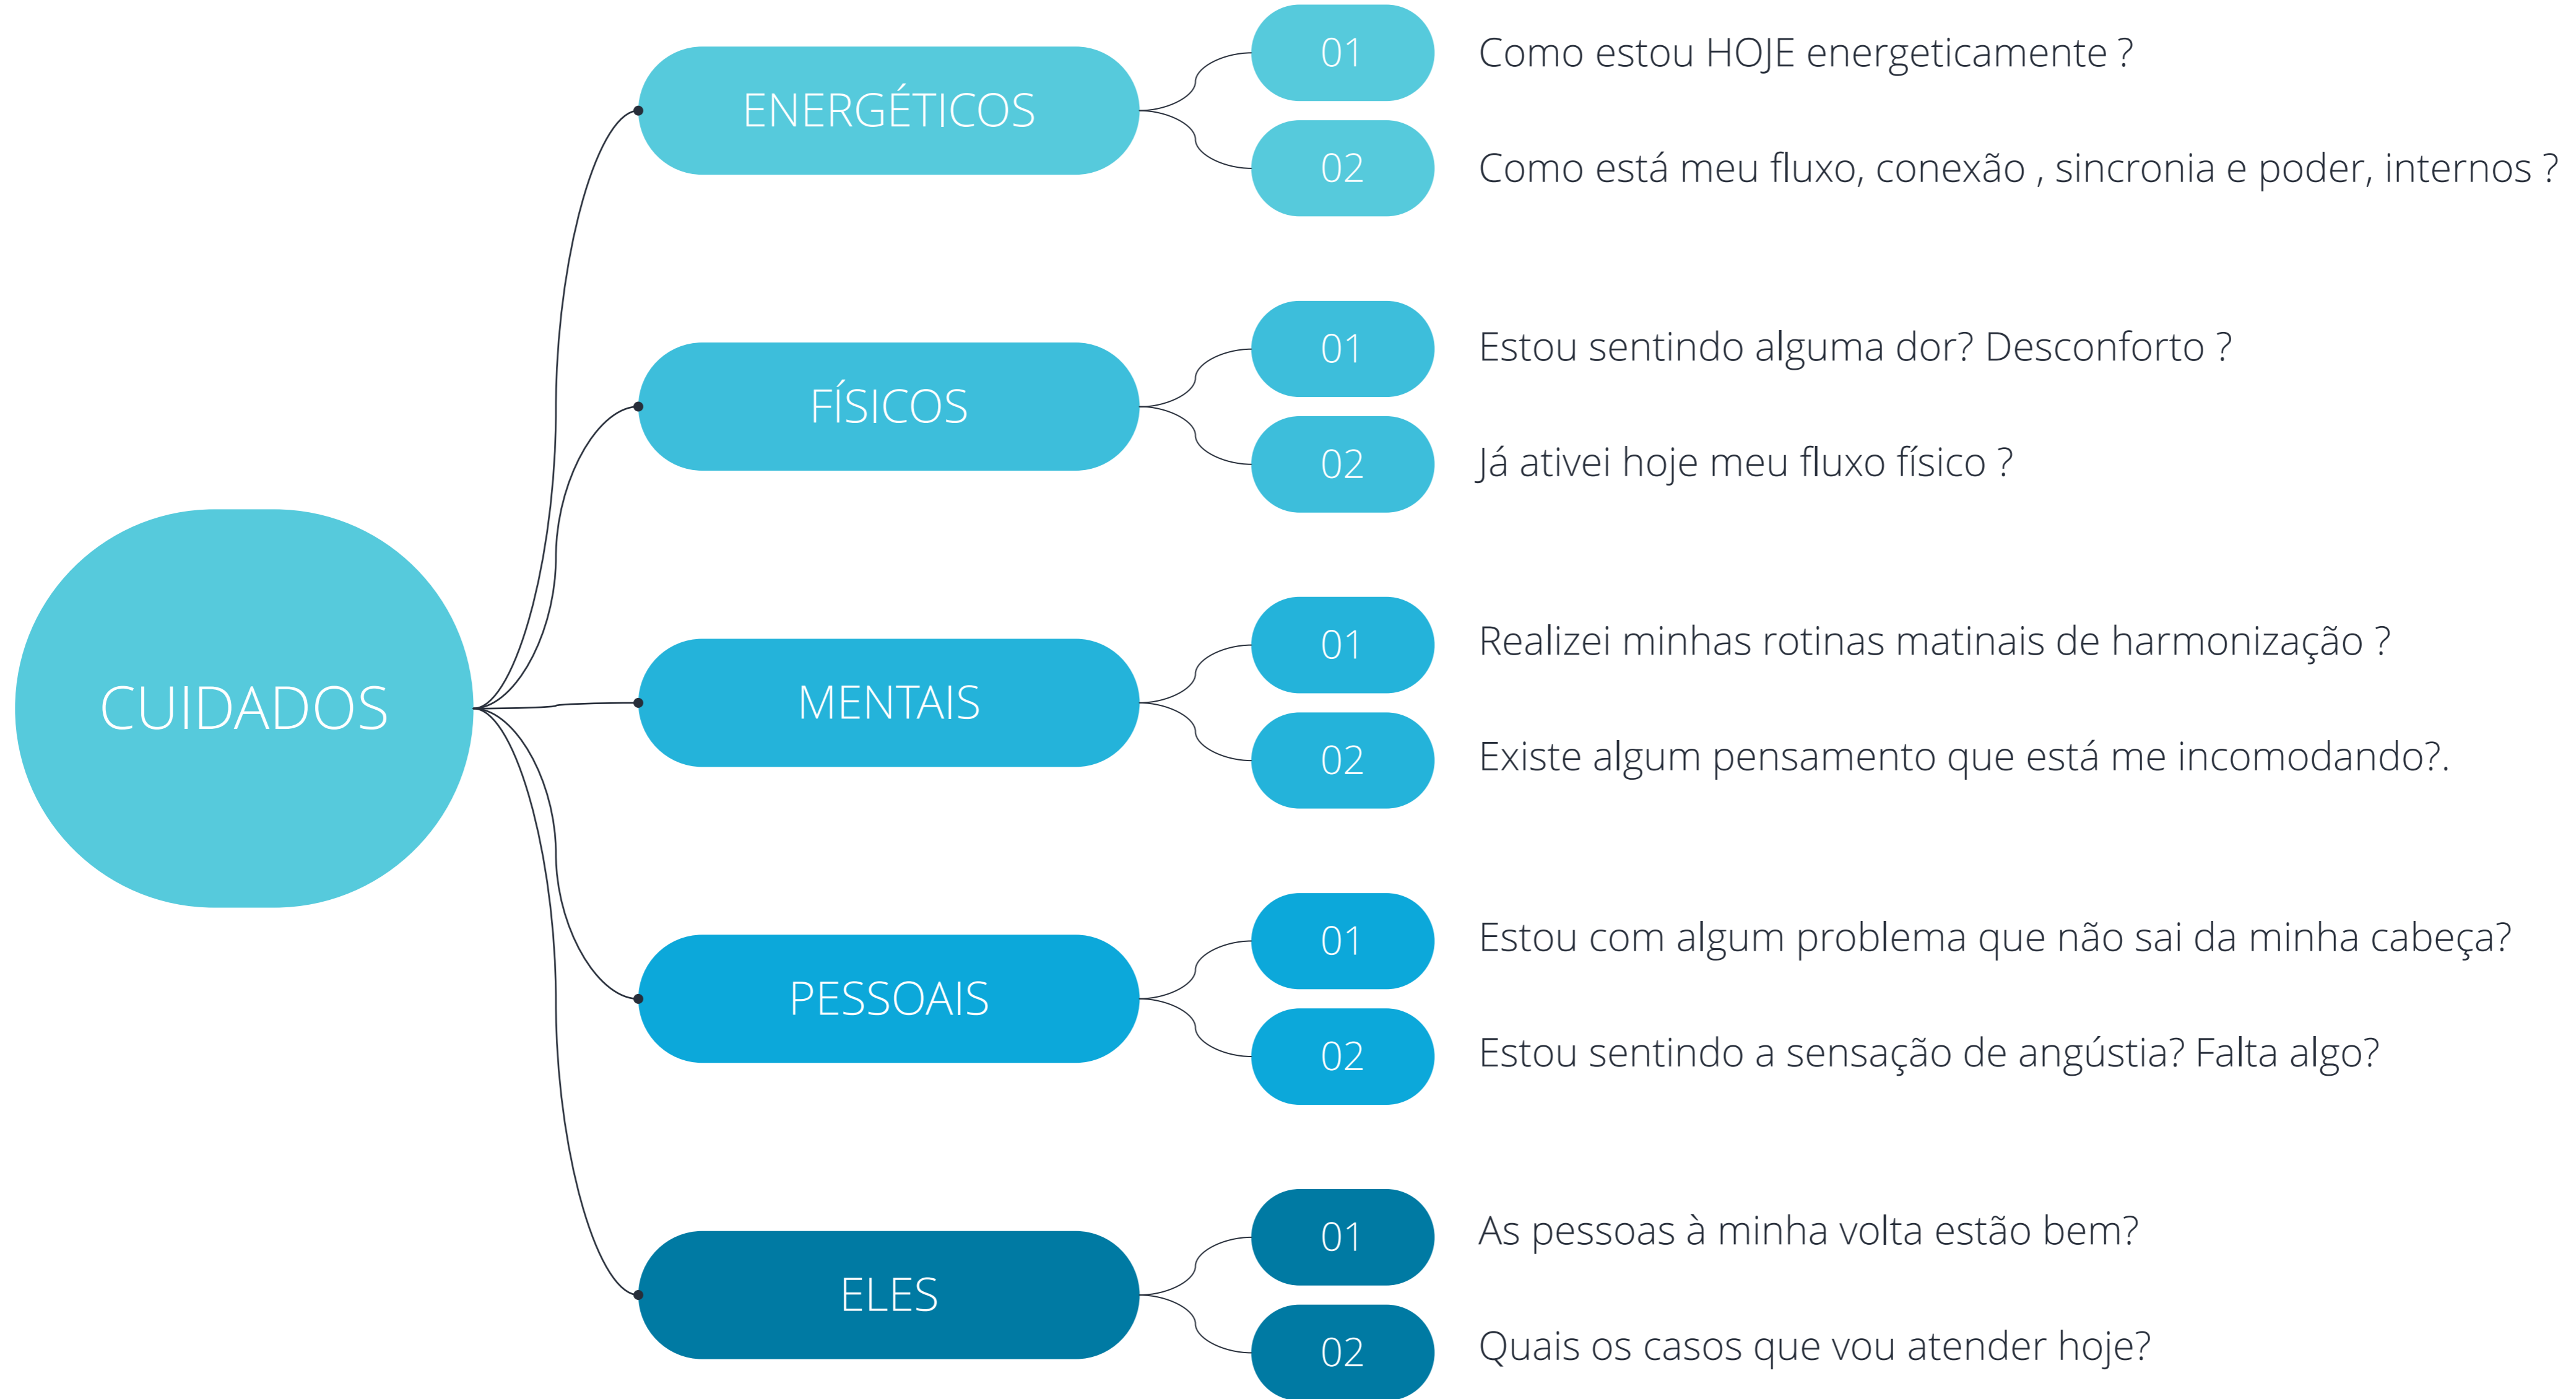 CUIDADOS
ENERGÉTICOS
01
Como estou HOJE energeticamente ?
02
Como está meu fluxo, conexão , sincronia e poder, internos ?
FÍSICOS
01
Estou sentindo alguma dor? Desconforto ?
02
Já ativei hoje meu fluxo físico ?
MENTAIS
01
Realizei minhas rotinas matinais de harmonização ?
02
Existe algum pensamento que está me incomodando?.
PESSOAIS
01
Estou com algum problema que não sai da minha cabeça?
02
Estou sentindo a sensação de angústia? Falta algo?
ELES
01
As pessoas à minha volta estão bem?
02
Quais os casos que vou atender hoje?